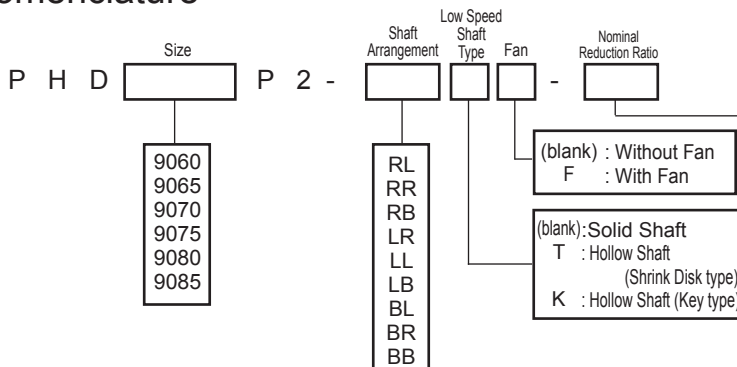 Low Speed
Shaft
Type
Size
Shaft
Arrangement
Fan
Nominal
Reduction Ratio
P H D P 2 - -
9060
9065
9070
9075
9080
9085
RL
RR
RB
LR
LL
LB
BL
BR
BB
(blank) : Without Fan
F : With Fan
(blank):Solid Shaft
T : Hollow Shaft
(Shrink Disk type)
K : Hollow Shaft (Key type)